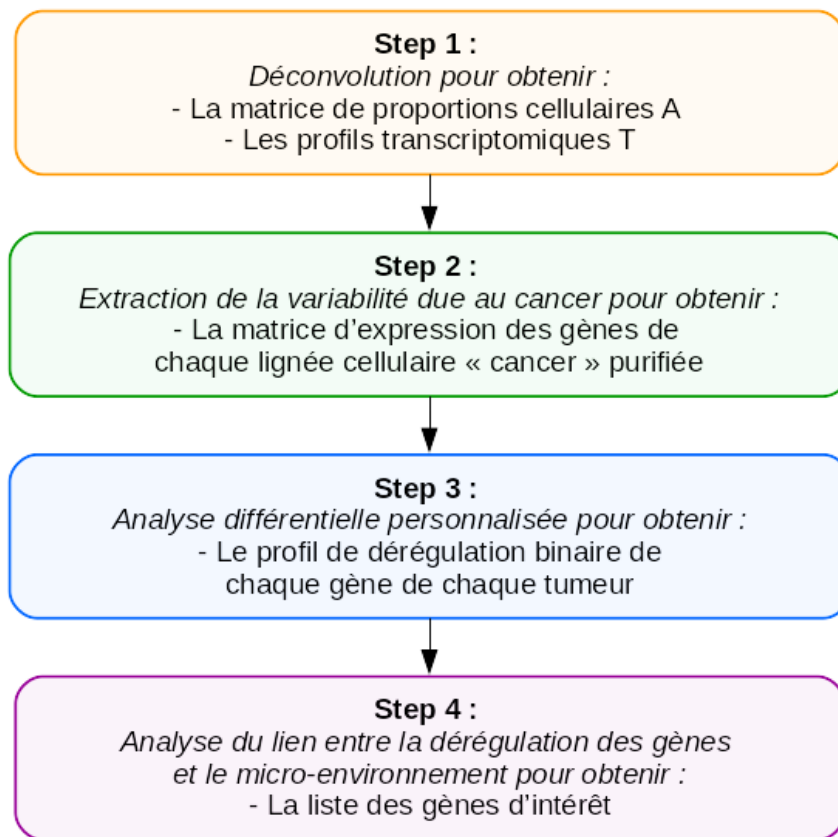 Step 1 :
Déconvolution pour obtenir :
- La matrice de proportions cellulaires A
- Les profils transcriptomiques T
Step 2 :
Extraction de la variabilité due au cancer pour obtenir :
- La matrice d’expression des gènes de
chaque lignée cellulaire « cancer » purifiée
Step 3 :
Analyse différentielle personnalisée pour obtenir :
- Le profil de dérégulation binaire de
chaque gène de chaque tumeur
Step 4 :
Analyse du lien entre la dérégulation des gènes
et le micro-environnement pour obtenir :
- La liste des gènes d’intérêt